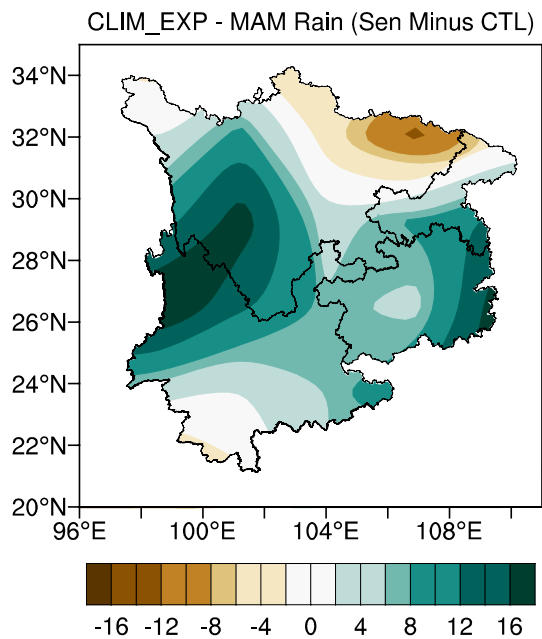 CLIM_EXP - MAM Rain (Sen Minus CTL)
34°N
32°N
30°N
28°N
26°N
24°N
22°N
20°N
96°E 100°E 104°E 108°E
-16 -12 -8 -4 0 4 8 12 16